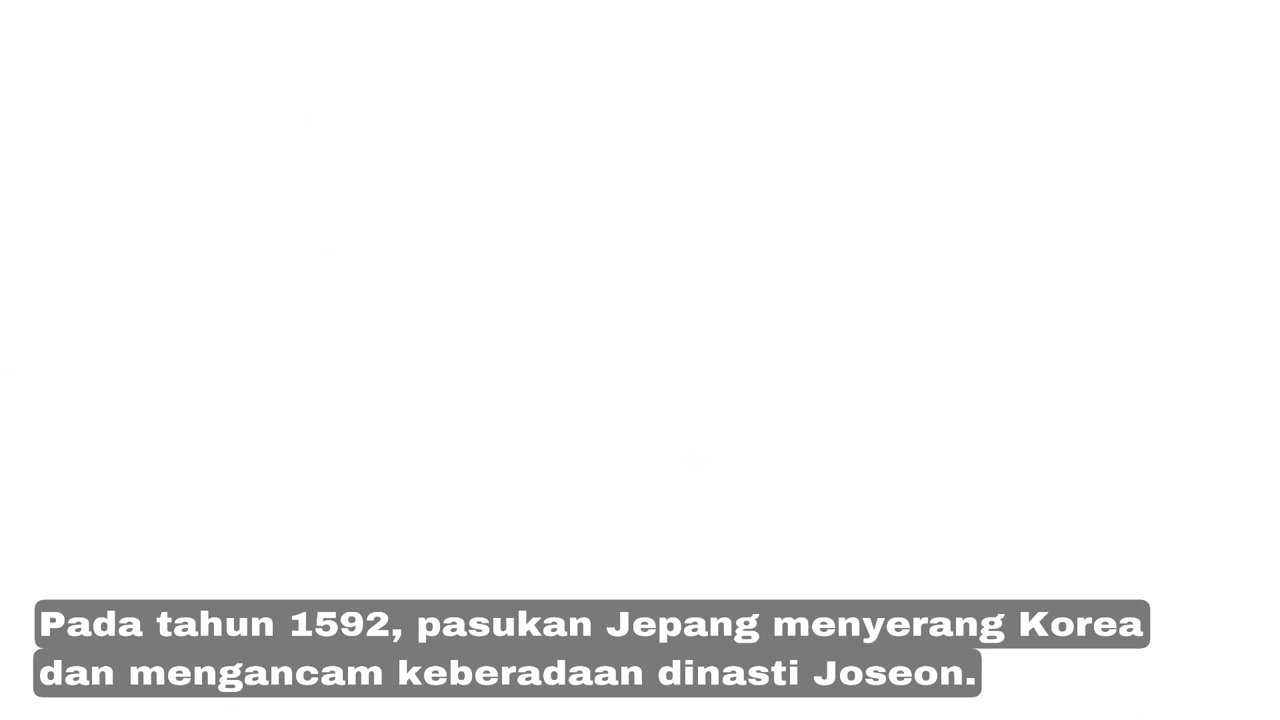 Pada tahun 1592, pasukan Jepang menyerang Korea
dan mengancam keberadaan dinasti Joseon.